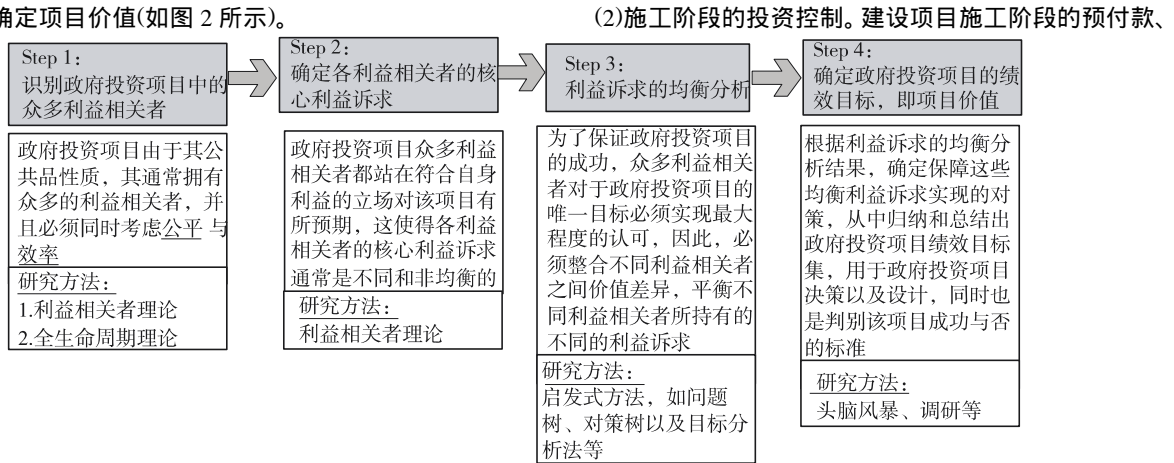 确定项目价值(如图 2 所示)。
(2)施工阶段的投资控制。建设项目施工阶段的预付款、
Step 1：
识别政府投资项目中的
众多利益相关者
政府投资项目由于其公
共品性质，其通常拥有
众多的利益相关者，并
且必须同时考虑公平 与
效率
研究方法：
1.利益相关者理论
2.全生命周期理论
Step 2：
确定各利益相关者的核
心利益诉求
政府投资项目众多利益
相关者都站在符合自身
利益的立场对该项目有
所预期，这使得各利益
相关者的核心利益诉求
通常是不同和非均衡的
研究方法：
利益相关者理论
Step 3：
利益诉求的均衡分析
为了保证政府投资项目
的成功，众多利益相关
者对于政府投资项目的
唯一目标必须实现最大
程度的认可，因此，必
须整合不同利益相关者
之间价值差异，平衡不
同利益相关者所持有的
不同的利益诉求
研究方法：
启发式方法，如问题
树、对策树以及目标分
析法等
Step 4：
确定政府投资项目的绩
效目标，即项目价值
根据利益诉求的均衡分
析结果，确定保障这些
均衡利益诉求实现的对
策，从中归纳和总结出
政府投资项目绩效目标
集，用于政府投资项目
决策以及设计，同时也
是判别该项目成功与否
的标准
研究方法：
头脑风暴、调研等